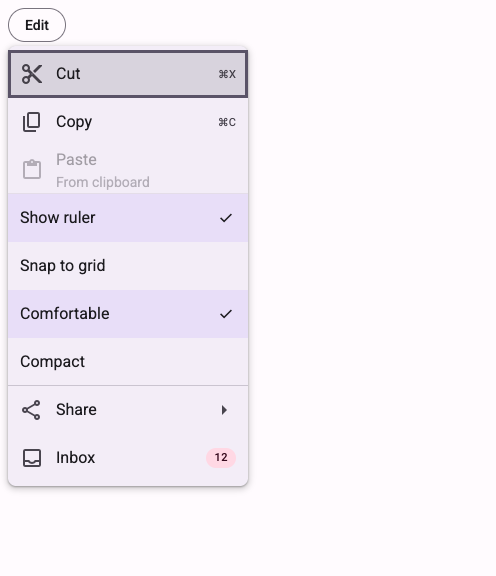 Edit
Cut ⌘X
Copy ⌘C
Paste
From clipboard
Show ruler
Snap to grid
Comfortable
Compact
Share
Inbox 12